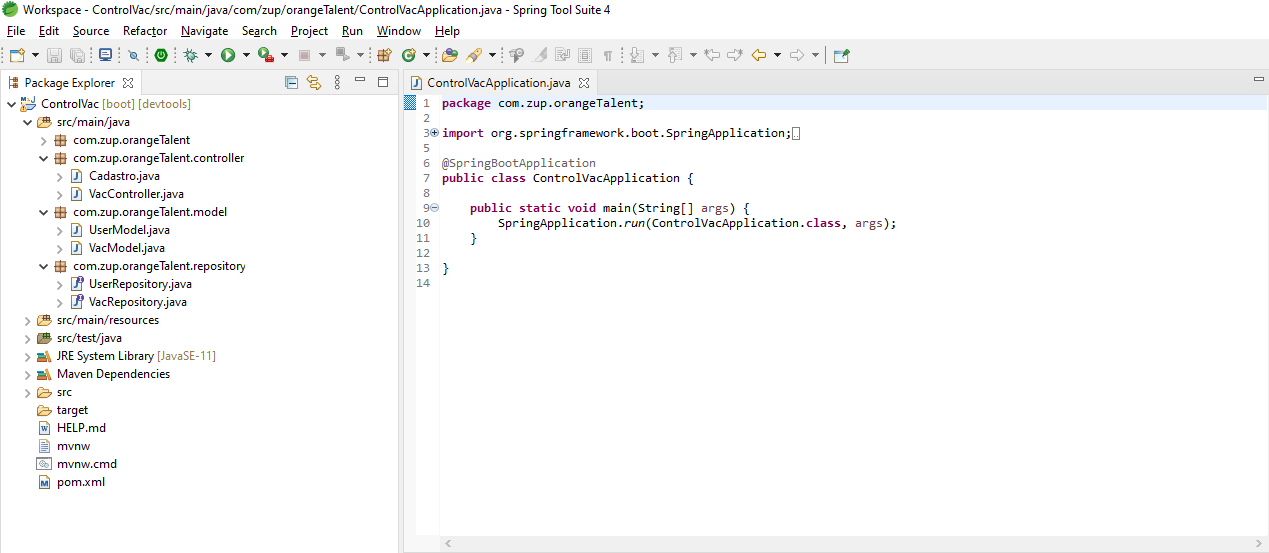 Workspace - ControlVac/src/main/java/com/zup/orangeTalent/ControlVacApplication.java - Spring Tool Suite 4
File Edit Source Refactor Navigate Search Project Run Window Help
Package Explorer
ControlVac [boot] [devtools]
src/main/java
com.zup.orangeTalent
com.zup.orangeTalent.controller
Cadastro.java
VacController.java
com.zup.orangeTalent.model
UserModel.java
VacModel.java
com.zup.orangeTalent.repository
UserRepository.java
VacRepository.java
src/main/resources
src/test/java
JRE System Library [JavaSE-11]
Maven Dependencies
src
target
HELP.md
mvnw
mvnw.cmd
pom.xml
ControlVacApplication.java
1 package com.zup.orangeTalent;
2
3 import org.springframework.boot.SpringApplication;
5
6 @SpringBootApplication
7 public class ControlVacApplication {
8
9 public static void main(String[] args) {
10 SpringApplication.run(ControlVacApplication.class, args);
11 }
12
13 }
14